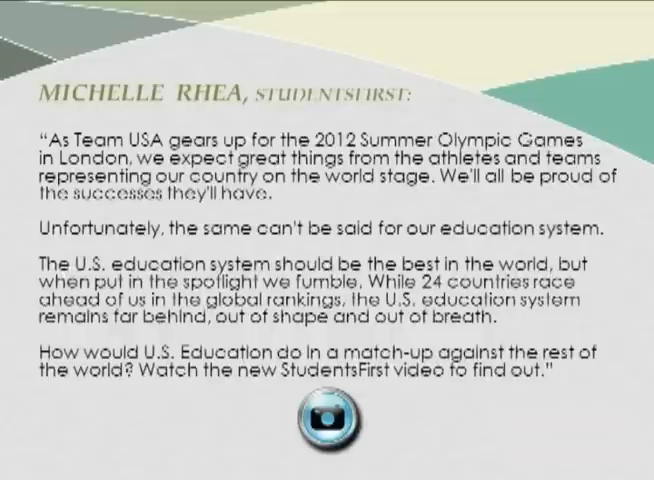 MICHELLE RHEA, STUDENTSFIRST:
“As Team USA gears up for the 2012 Summer Olympic Games
in London, we expect great things from the athletes and teams
representing our country on the world stage. We'll all be proud of
the successes they'll have.
Unfortunately, the same can't be said for our education system.
The U.S. education system should be the best in the world, but
when put in the spotlight we fumble. While 24 countries race
ahead of us in the global rankings, the U.S. education system
remains far behind, out of shape and out of breath.
How would U.S. Education do in a match-up against the rest of
the world? Watch the new StudentsFirst video to find out.”